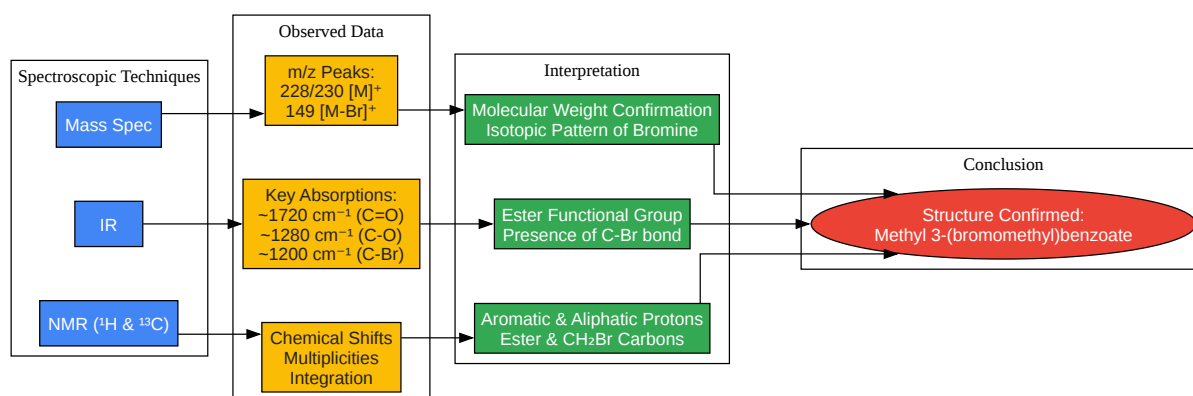 Spectroscopic Techniques
Mass Spec
IR
NMR (¹H & ¹³C)
Observed Data
m/z Peaks:
228/230 [M]⁺
149 [M-Br]⁺
Key Absorptions:
~1720 cm⁻¹ (C=O)
~1280 cm⁻¹ (C-O)
~1200 cm⁻¹ (C-Br)
Chemical Shifts
Multiplicities
Integration
Interpretation
Molecular Weight Confirmation
Isotopic Pattern of Bromine
Ester Functional Group
Presence of C-Br bond
Aromatic & Aliphatic Protons
Ester & CH₂Br Carbons
Conclusion
Structure Confirmed:
Methyl 3-(bromomethyl)benzoate